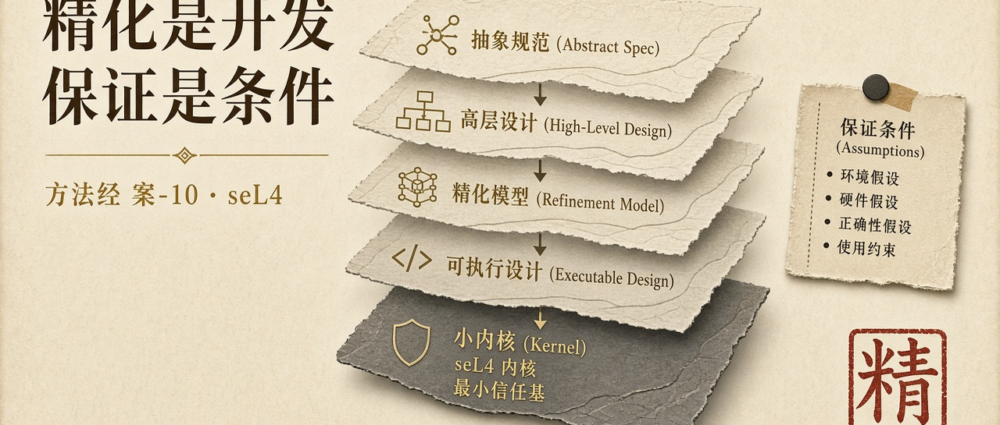 精化是开发
保证是条件
方法经 案-10 · seL4
抽象规范 (Abstract Spec)
高层设计 (High-Level Design)
精化模型 (Refinement Model)
</> 可执行设计 (Executable Design)
小内核 (Kernel)
seL4 内核
最小信任基
保证条件
(Assumptions)
• 环境假设
• 硬件假设
• 正确性假设
• 使用约束
精